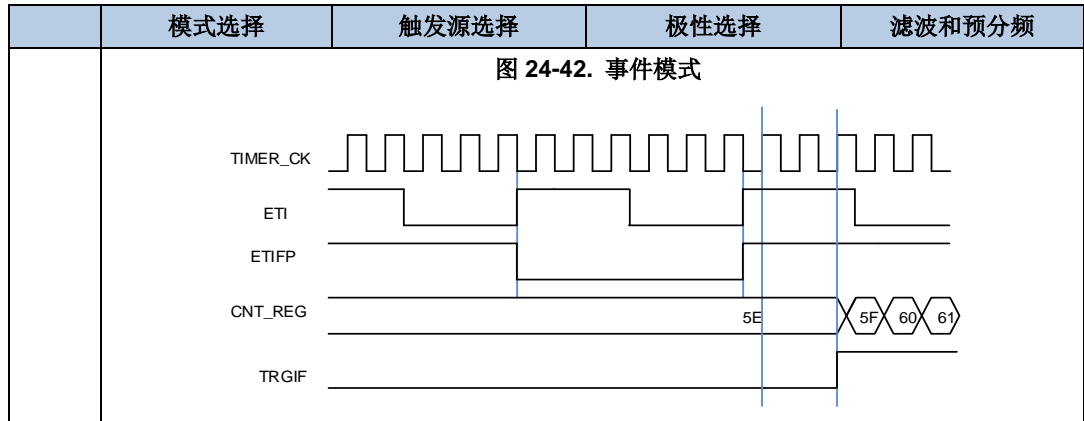 模式选择 触发源选择 极性选择 滤波和预分频
图 24-42. 事件模式
TIMER_CK
ETI
ETIFP
CNT_REG 5E 5F 60 61
TRGIF